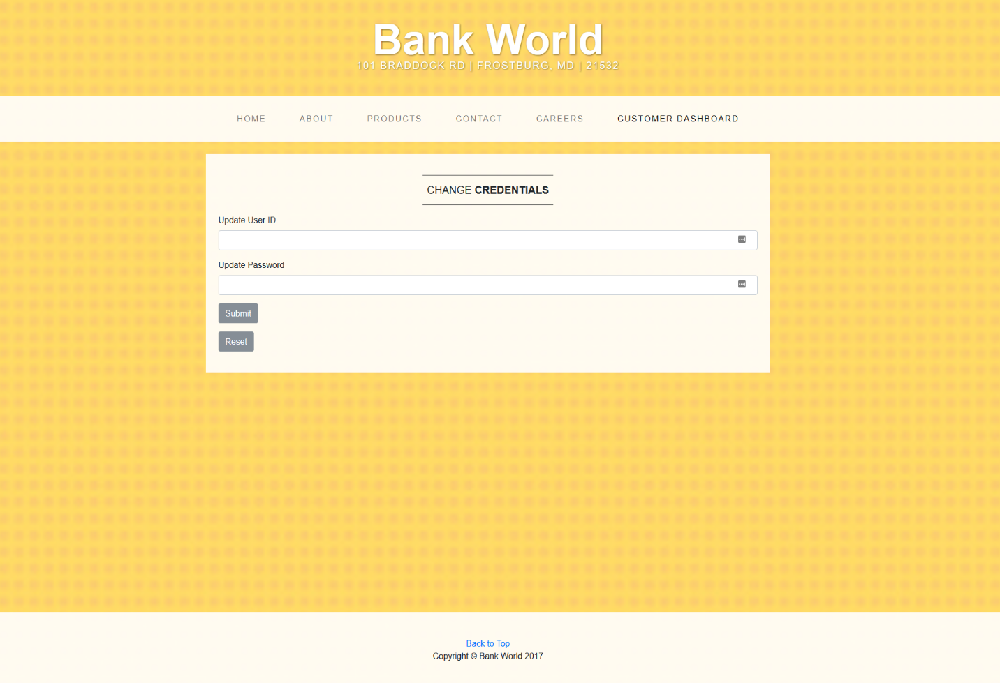 Bank World
101 BRADDOCK RD | FROSTBURG, MD | 21532
HOME ABOUT PRODUCTS CONTACT CAREERS CUSTOMER DASHBOARD
CHANGE CREDENTIALS
Update User ID
Update Password
Submit
Reset
Back to Top
Copyright © Bank World 2017